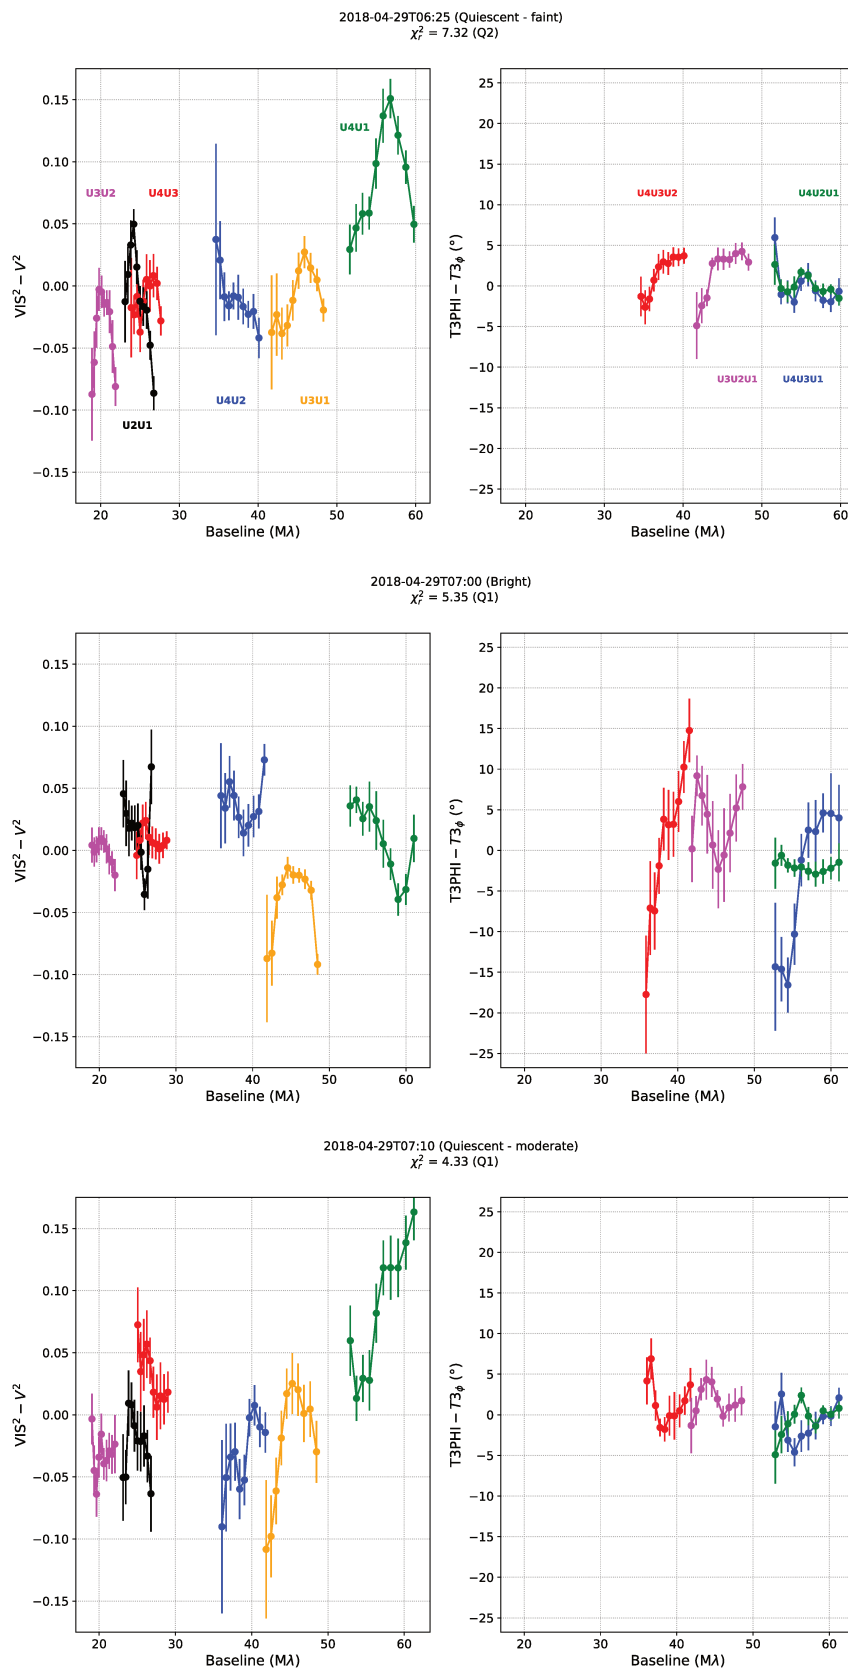 2018-04-29T06:25 (Quiescent - faint)
χ²ᵣ = 7.32 (Q2)
VIS² − V²
0.15
0.10
0.05
0.00
−0.05
−0.10
−0.15
U3U2
U4U3
U4U1
U2U1
U4U2
U3U1
20 30 40 50
Baseline (Mλ)
T3PHI − T3ᵩ (°)
25
20
15
10
5
0
−5
−10
−15
−20
−25
U4U3U2
U4U2U1
U3U2U1
U4U3U1
20 30 40 50 60
Baseline (Mλ)
2018-04-29T07:00 (Bright)
χ²ᵣ = 5.35 (Q1)
VIS² − V²
0.15
0.10
0.05
0.00
−0.05
−0.10
−0.15
20 30 40 50 60
Baseline (Mλ)
T3PHI − T3ᵩ (°)
25
20
15
10
5
0
−5
−10
−15
−20
−25
20 30 40 50 60
Baseline (Mλ)
2018-04-29T07:10 (Quiescent - moderate)
χ²ᵣ = 4.33 (Q1)
VIS² − V²
0.15
0.10
0.05
0.00
−0.05
−0.10
−0.15
20 30 40 50 60
Baseline (Mλ)
T3PHI − T3ᵩ (°)
25
20
15
10
5
0
−5
−10
−15
−20
−25
20 30 40 50 60
Baseline (Mλ)